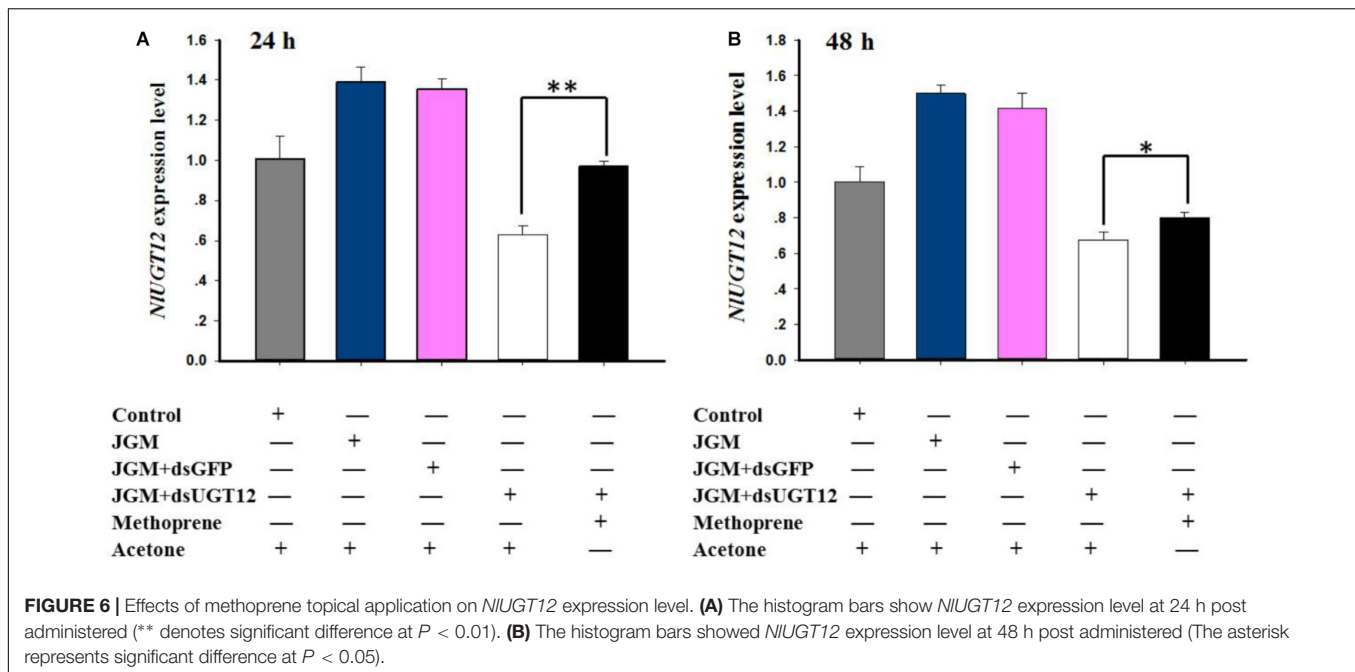 A
24 h
**
NlUGT12 expression level
1.6
1.4
1.2
1.0
.8
.6
.4
.2
0.0
B
48 h
*
NlUGT12 expression level
1.8
1.6
1.4
1.2
1.0
.8
.6
.4
.2
0.0
Control + — — — —
JGM — + — — —
JGM+dsGFP — — + — —
JGM+dsUGT12 — — — + +
Methoprene — — — — +
Acetone + + + + —
Control + — — — —
JGM — + — — —
JGM+dsGFP — — + — —
JGM+dsUGT12 — — — + +
Methoprene — — — — +
Acetone + + + + —
FIGURE 6 | Effects of methoprene topical application on NlUGT12 expression level. (A) The histogram bars show NlUGT12 expression level at 24 h post
administered (** denotes significant difference at P < 0.01). (B) The histogram bars showed NlUGT12 expression level at 48 h post administered (The asterisk
represents significant difference at P < 0.05).